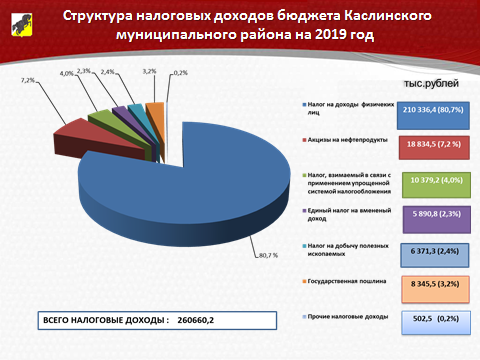 Структура налоговых доходов бюджета Каслинского
муниципального района на 2019 год
тыс.рублей
7,2%
4,0%
2,3%
2,4%
3,2%
0,2%
80,7 %
Налог на доходы физичеких
лиц
210 336,4 (80,7%)
Акцизы на нефтепродукты
18 834,5 (7,2 %)
Налог, взимаемый в связи с
применением упрощенной
системой налогообложения
10 379,2 (4,0%)
Единый налог на вмененый
доход
5 890,8 (2,3%)
Налог на добычу полезных
ископаемых
6 371,3 (2,4%)
Государственная пошлина
8 345,5 (3,2%)
Прочие налоговые доходы
502,5 (0,2%)
ВСЕГО НАЛОГОВЫЕ ДОХОДЫ : 260660,2